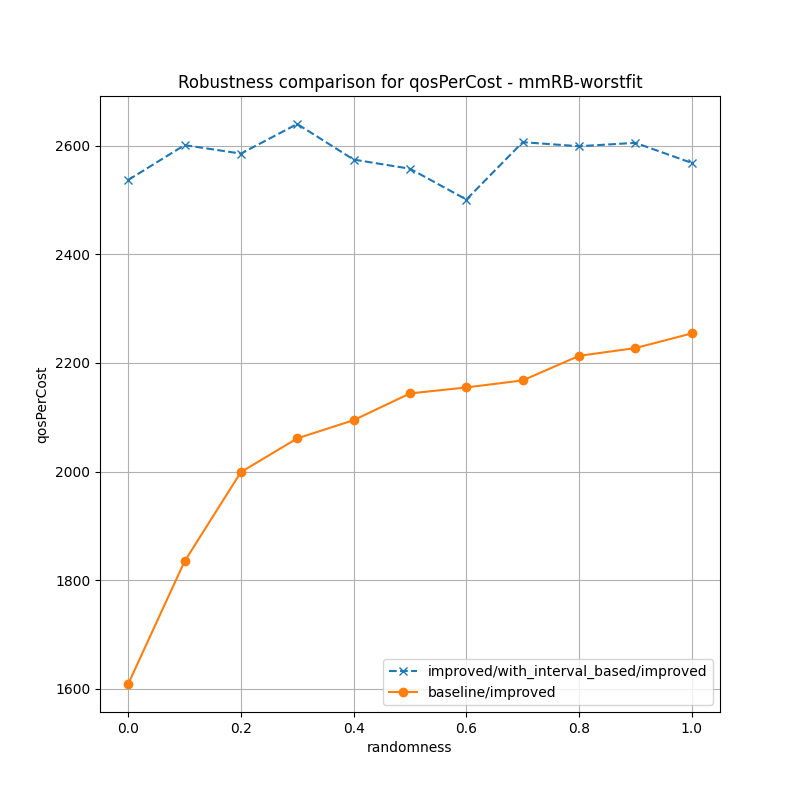 Robustness comparison for qosPerCost - mmRB-worstfit
qosPerCost
2600
2400
2200
2000
1800
1600
0.0 0.2 0.4 0.6 0.8 1.0
randomness
improved/with_interval_based/improved
baseline/improved